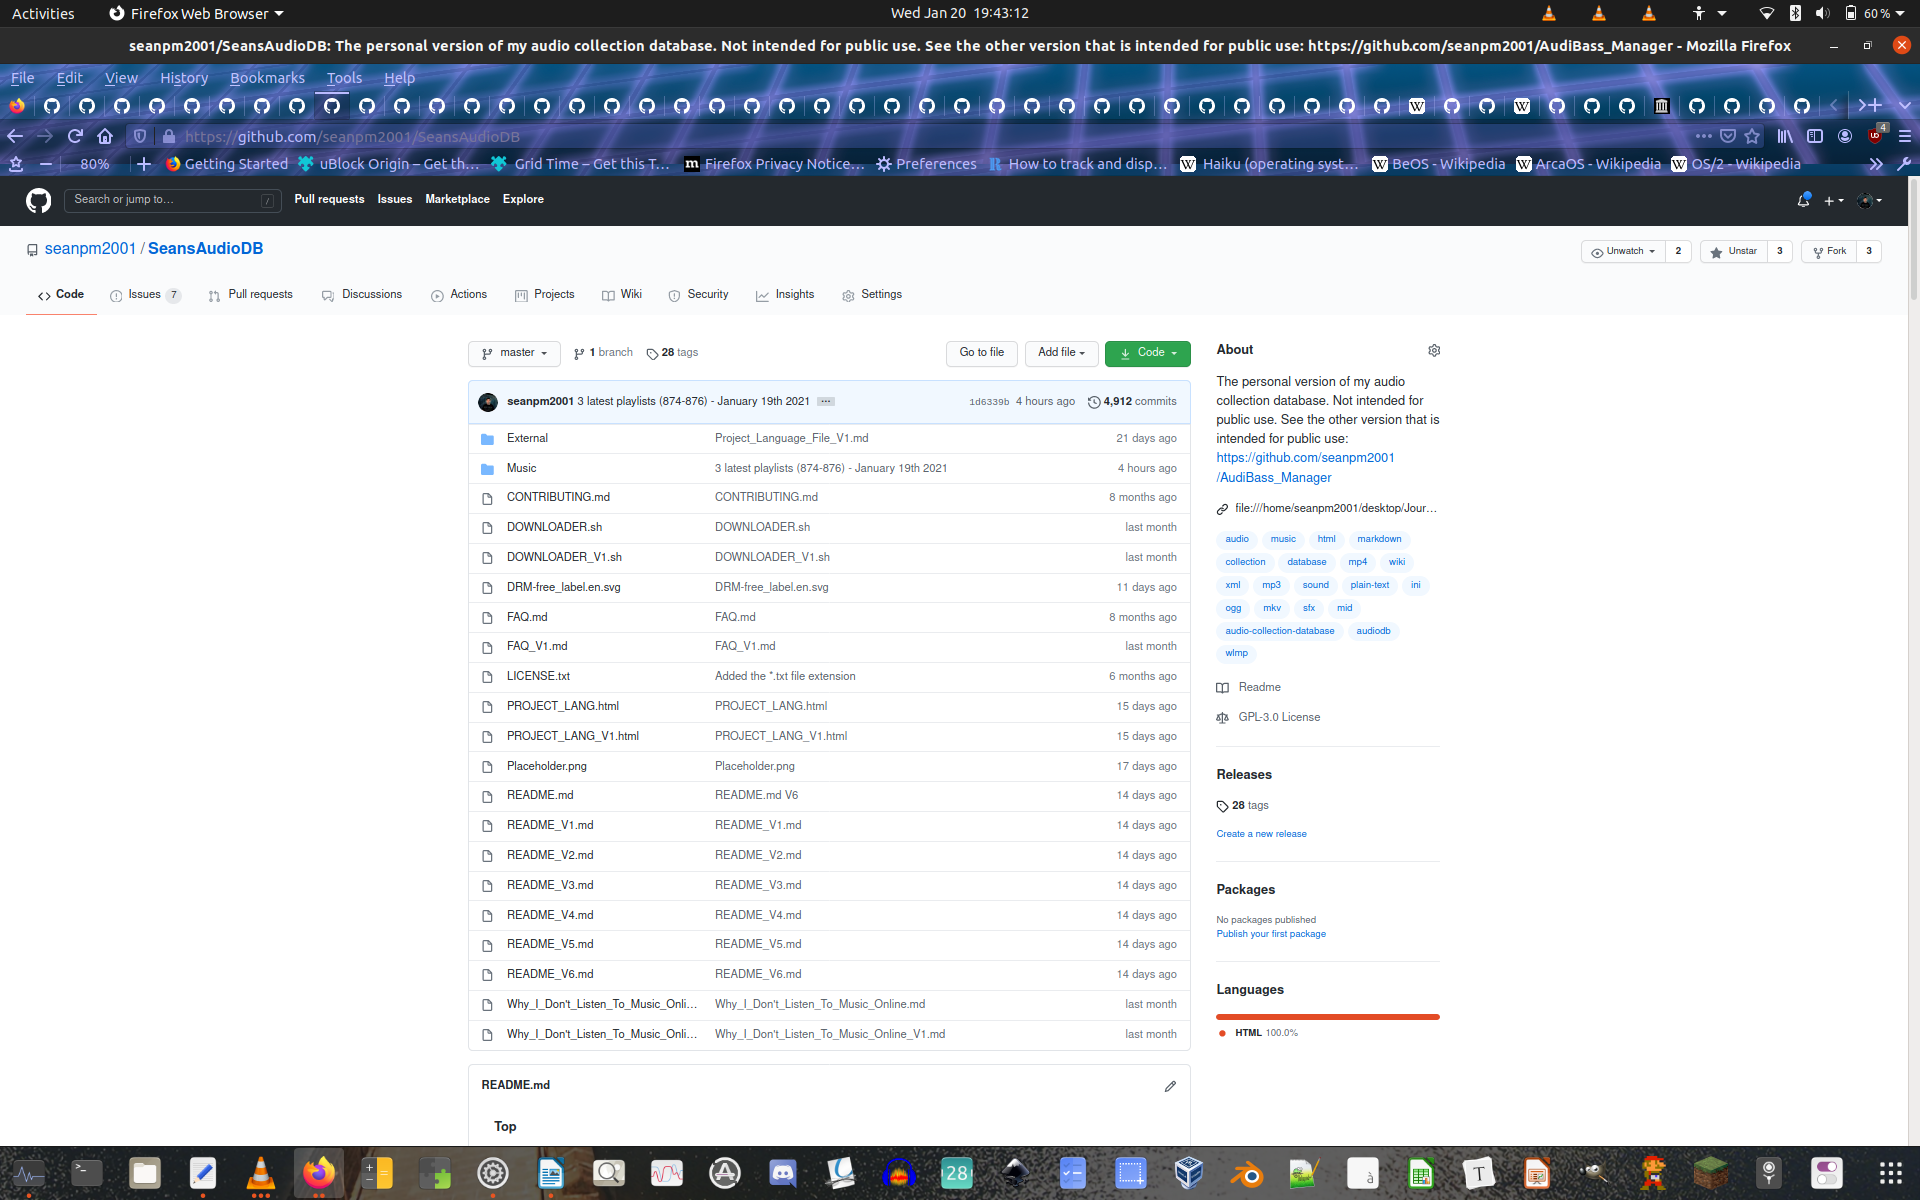 Activities Firefox Web Browser Wed Jan 20 19:43:12 60 %
seanpm2001/SeansAudioDB: The personal version of my audio collection database. Not intended for public use. See the other version that is intended for public use: https://github.com/seanpm2001/AudiBass_Manager - Mozilla Firefox
File Edit View History Bookmarks Tools Help
https://github.com/seanpm2001/SeansAudioDB 4
80% Getting Started uBlock Origin – Get th… Grid Time – Get this T… Firefox Privacy Notice… Preferences How to track and disp… Haiku (operating syst… BeOS - Wikipedia ArcaOS - Wikipedia OS/2 - Wikipedia
Search or jump to… / Pull requests Issues Marketplace Explore
seanpm2001 / SeansAudioDB Unwatch 2 Unstar 3 Fork 3
Code Issues 7 Pull requests Discussions Actions Projects Wiki Security Insights Settings
master 1 branch 28 tags Go to file Add file Code
seanpm2001 3 latest playlists (874-876) - January 19th 2021 ··· 1d6339b 4 hours ago 4,912 commits
External Project_Language_File_V1.md 21 days ago
Music 3 latest playlists (874-876) - January 19th 2021 4 hours ago
CONTRIBUTING.md CONTRIBUTING.md 8 months ago
DOWNLOADER.sh DOWNLOADER.sh last month
DOWNLOADER_V1.sh DOWNLOADER_V1.sh last month
DRM-free_label.en.svg DRM-free_label.en.svg 11 days ago
FAQ.md FAQ.md 8 months ago
FAQ_V1.md FAQ_V1.md last month
LICENSE.txt Added the *.txt file extension 6 months ago
PROJECT_LANG.html PROJECT_LANG.html 15 days ago
PROJECT_LANG_V1.html PROJECT_LANG_V1.html 15 days ago
Placeholder.png Placeholder.png 17 days ago
README.md README.md V6 14 days ago
README_V1.md README_V1.md 14 days ago
README_V2.md README_V2.md 14 days ago
README_V3.md README_V3.md 14 days ago
README_V4.md README_V4.md 14 days ago
README_V5.md README_V5.md 14 days ago
README_V6.md README_V6.md 14 days ago
Why_I_Don't_Listen_To_Music_Onli… Why_I_Don't_Listen_To_Music_Online.md last month
Why_I_Don't_Listen_To_Music_Onli… Why_I_Don't_Listen_To_Music_Online_V1.md last month
README.md
Top
About
The personal version of my audio
collection database. Not intended for
public use. See the other version that is
intended for public use:
https://github.com/seanpm2001
/AudiBass_Manager
file:///home/seanpm2001/desktop/Jour…
audio music html markdown
collection database mp4 wiki
xml mp3 sound plain-text ini
ogg mkv sfx mid
audio-collection-database audiodb
wlmp
Readme
GPL-3.0 License
Releases
28 tags
Create a new release
Packages
No packages published
Publish your first package
Languages
HTML 100.0%
28